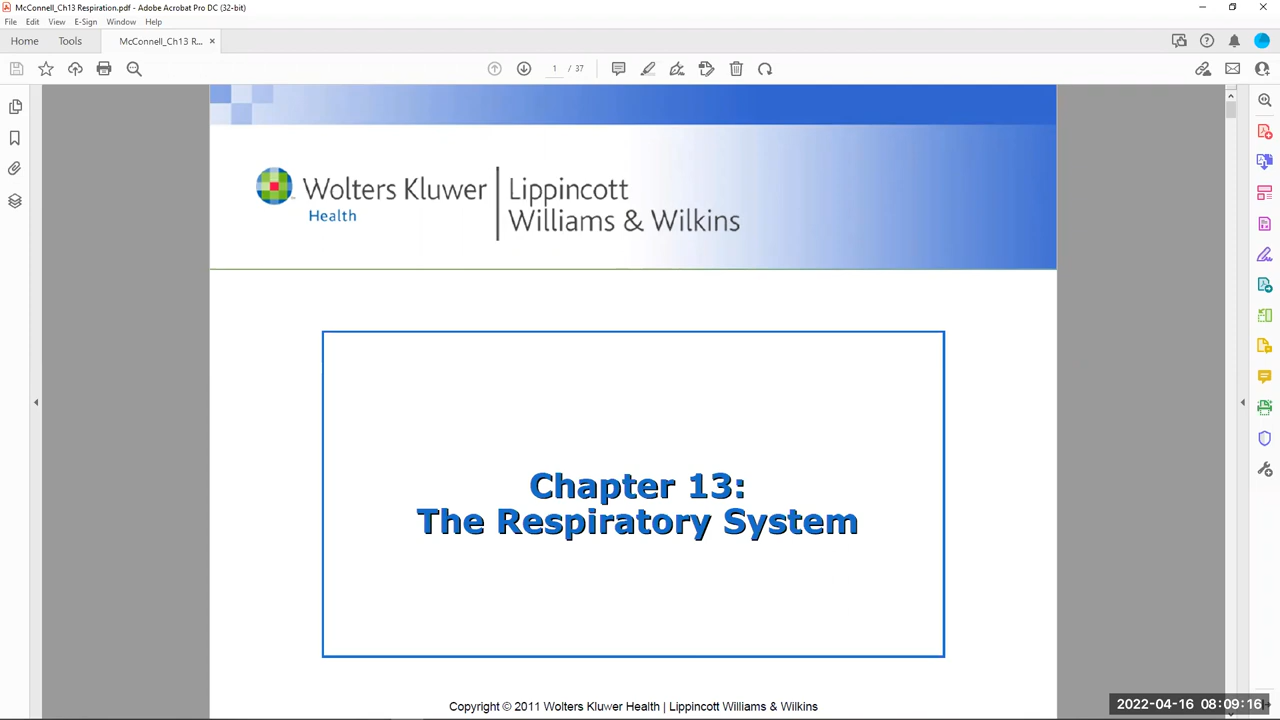 McConnell_Ch13 Respiration.pdf - Adobe Acrobat Pro DC (32-bit)
File Edit View E-Sign Window Help
Home Tools McConnell_Ch13 R... ×
1 / 37
Wolters Kluwer
Health
Lippincott
Williams & Wilkins
Chapter 13:
The Respiratory System
Copyright © 2011 Wolters Kluwer Health | Lippincott Williams & Wilkins
2022-04-16 08:09:16